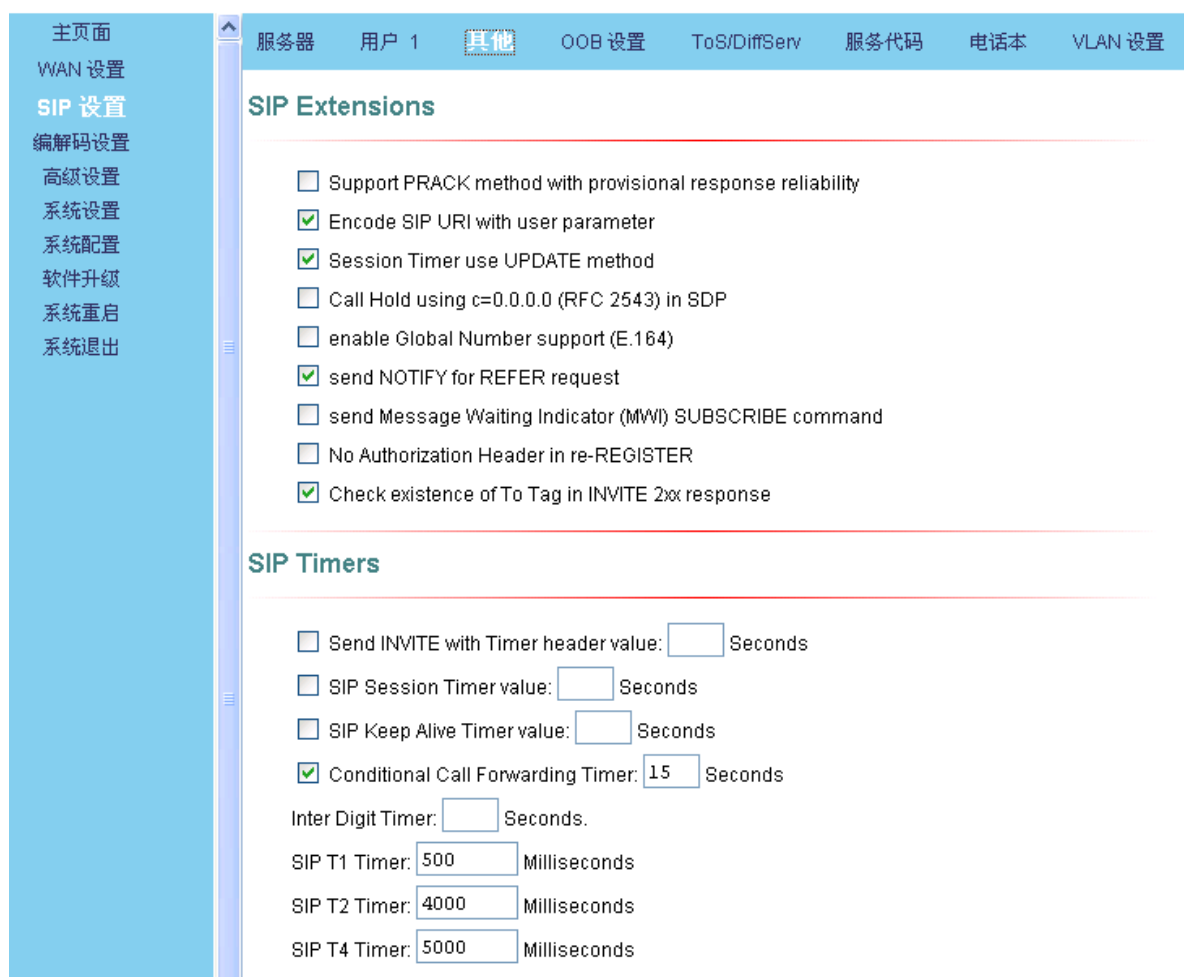 主页面
WAN 设置
SIP 设置
编解码设置
高级设置
系统设置
系统配置
软件升级
系统重启
系统退出
服务器 用户 1 其他 OOB 设置 ToS/DiffServ 服务代码 电话本 VLAN 设置
SIP Extensions
Support PRACK method with provisional response reliability
Encode SIP URI with user parameter
Session Timer use UPDATE method
Call Hold using c=0.0.0.0 (RFC 2543) in SDP
enable Global Number support (E.164)
send NOTIFY for REFER request
send Message Waiting Indicator (MWI) SUBSCRIBE command
No Authorization Header in re-REGISTER
Check existence of To Tag in INVITE 2xx response
SIP Timers
Send INVITE with Timer header value: Seconds
SIP Session Timer value: Seconds
SIP Keep Alive Timer value: Seconds
Conditional Call Forwarding Timer: 15 Seconds
Inter Digit Timer: Seconds.
SIP T1 Timer: 500 Milliseconds
SIP T2 Timer: 4000 Milliseconds
SIP T4 Timer: 5000 Milliseconds